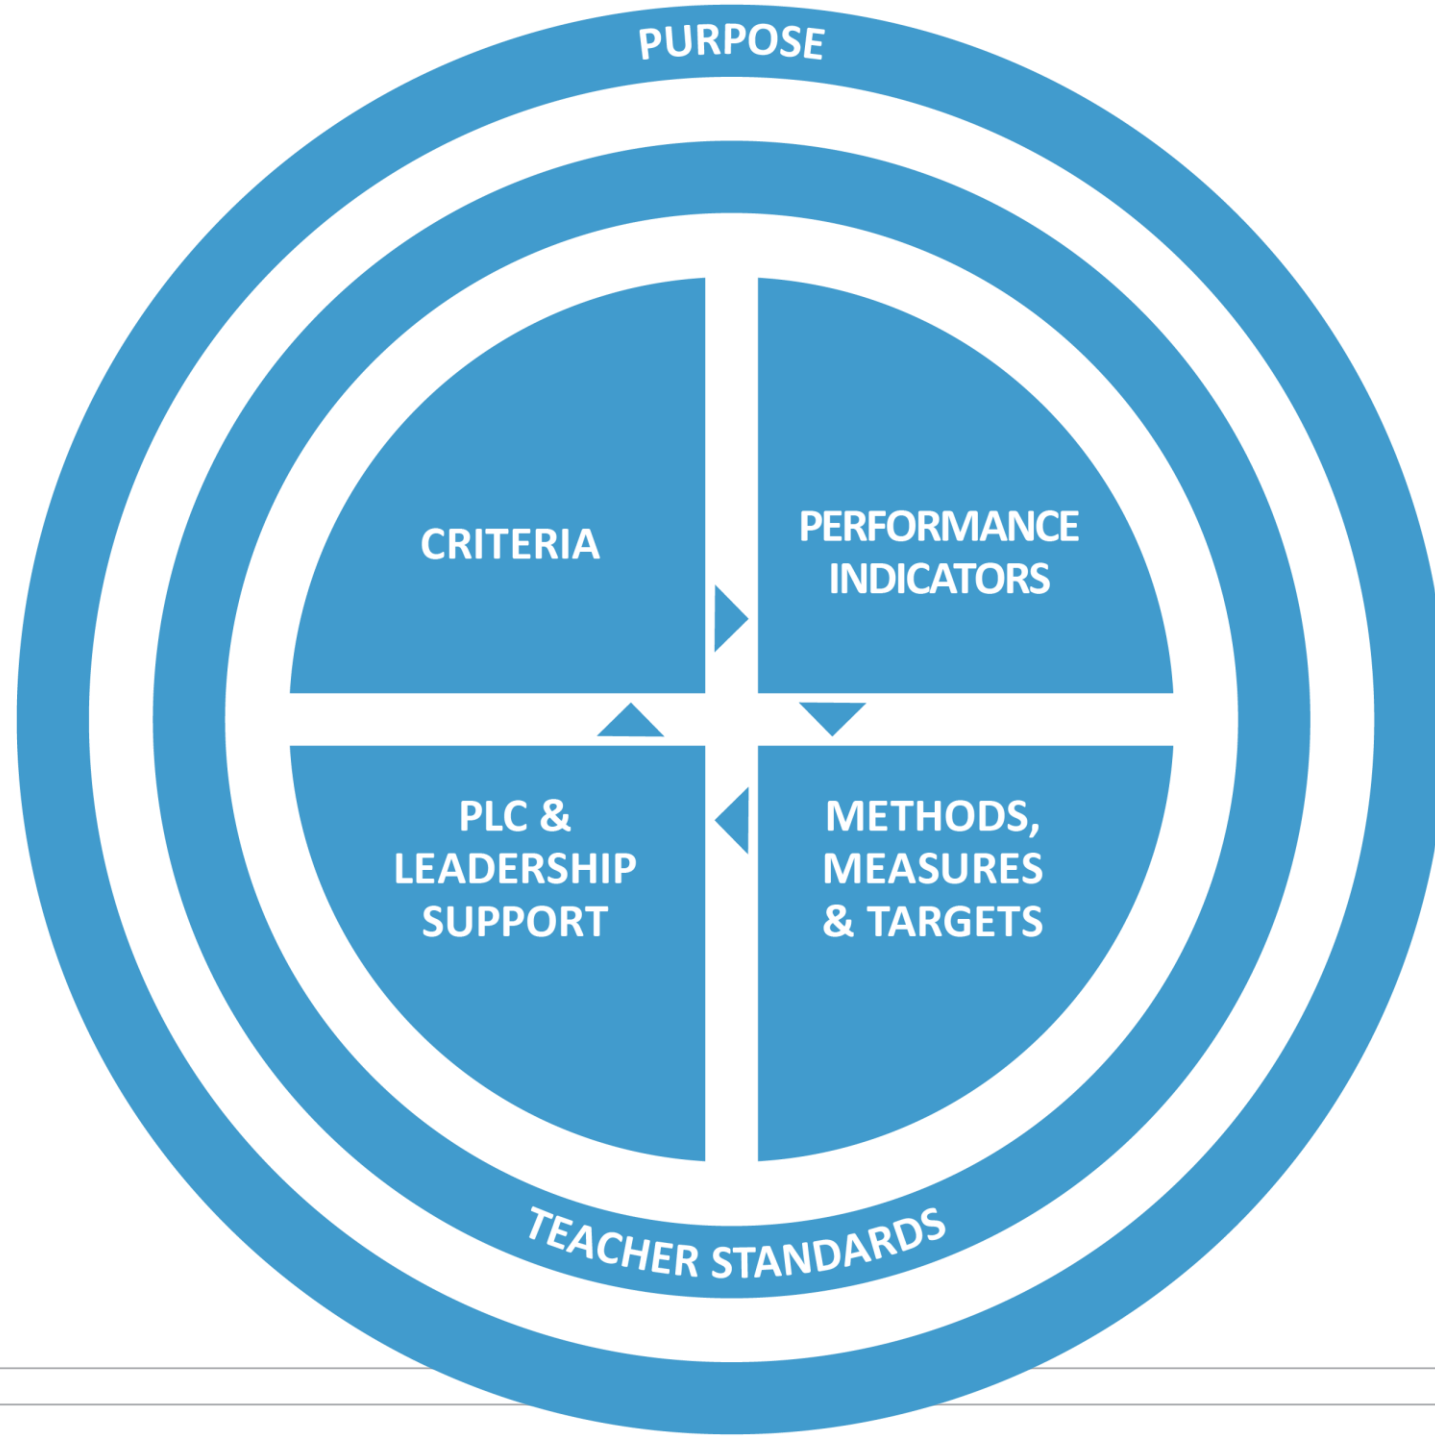 PURPOSE
CRITERIA
PERFORMANCE
INDICATORS
PLC &
LEADERSHIP
SUPPORT
METHODS,
MEASURES
& TARGETS
TEACHER STANDARDS